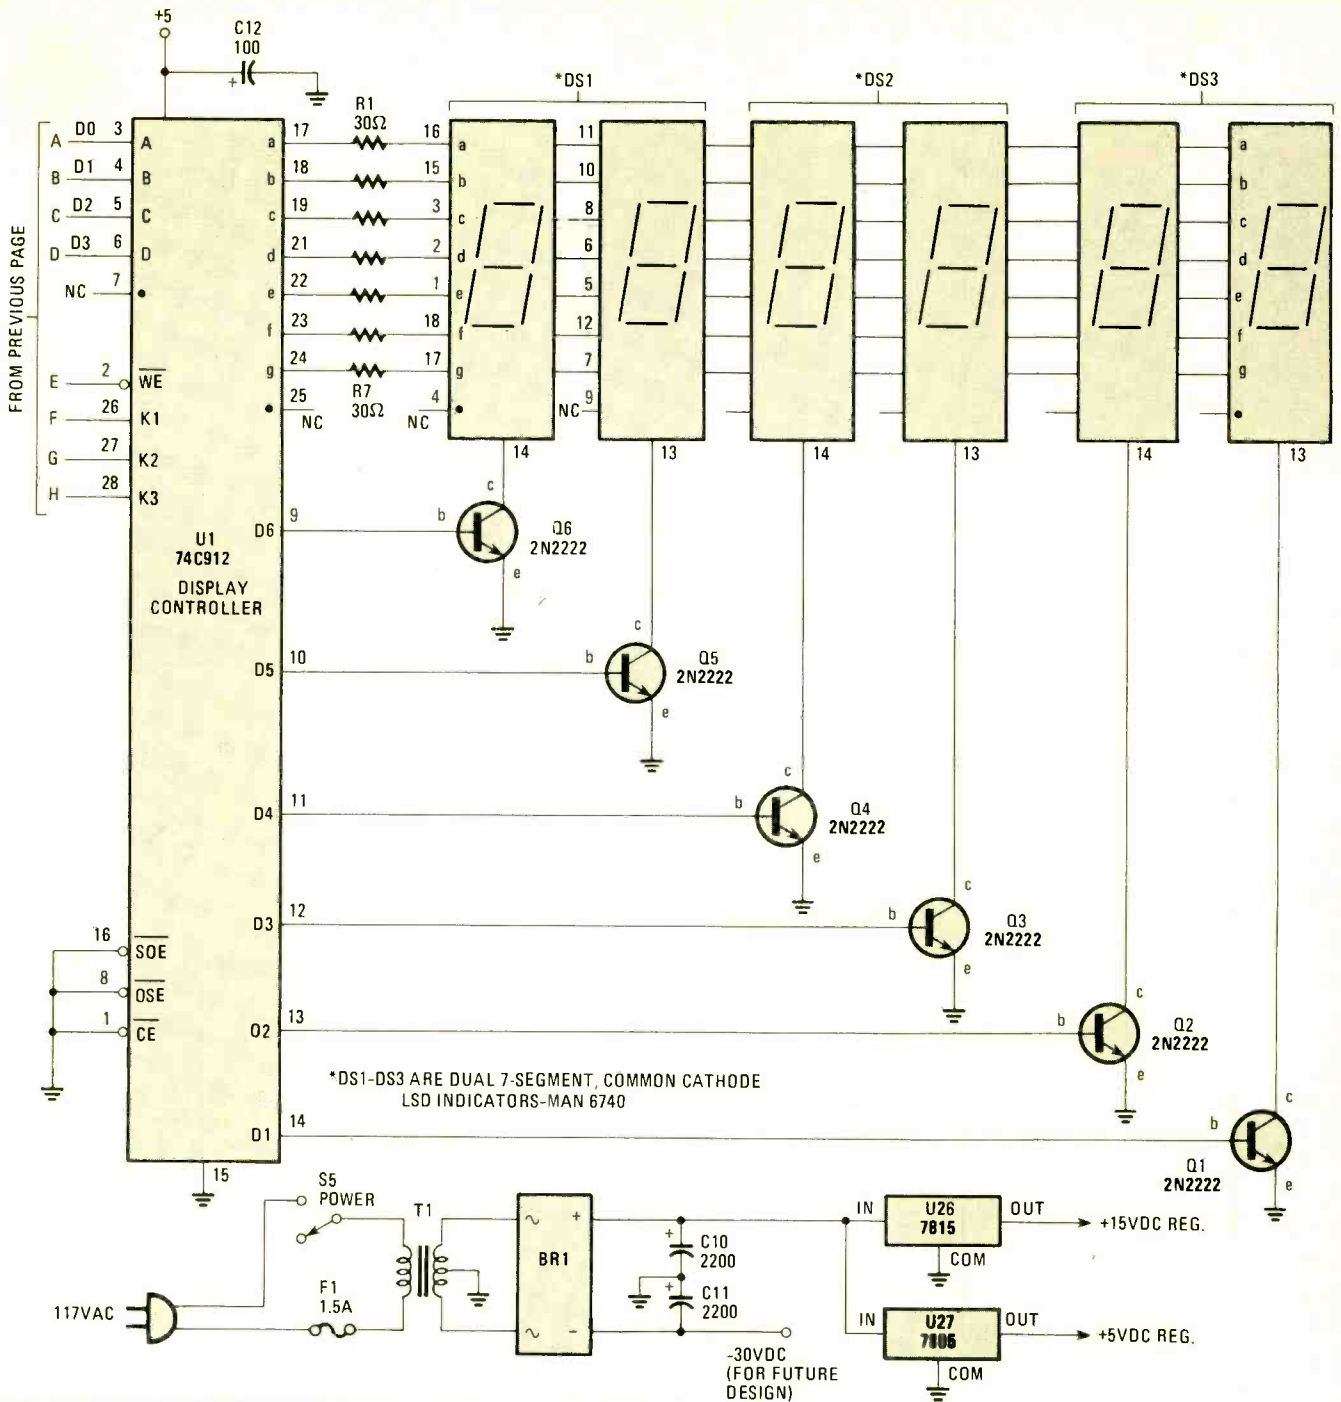 +5
C12
100
+
*DS1
*DS2
*DS3
R1
30Ω
FROM PREVIOUS PAGE
A D0 3 A
B D1 4 B
C D2 5 C
D D3 6 D
NC 7
E 2 WE
F 26 K1
G 27 K2
H 28 K3
a 17 16 a 11 a
b 18 15 b 10 b
c 19 3 c 8 c
d 21 2 d 6 d
e 22 1 e 5 e
f 23 18 f 12 f
g 24 17 g 7 g
R7
30Ω
25 NC NC 4 NC 9
14 13 14 13 14 13
U1
74C912
DISPLAY
CONTROLLER
D6 9 b c e
Q6
2N2222
D5 10 b c e
Q5
2N2222
D4 11 b c e
Q4
2N2222
D3 12 b c e
Q3
2N2222
16 SOE
8 OSE
1 CE
Q2 13 b c e
Q2
2N2222
*DS1-DS3 ARE DUAL 7-SEGMENT, COMMON CATHODE
LSD INDICATORS-MAN 6740
D1 14 b c e
Q1
2N2222
15
S5
POWER
T1
117VAC
F1
1.5A
BR1
+
-
+ C10
2200
+ C11
2200
-30VDC
(FOR FUTURE
DESIGN)
IN U26 OUT
7815
COM
+15VDC REG.
IN U27 OUT
7805
COM
+5VDC REG.